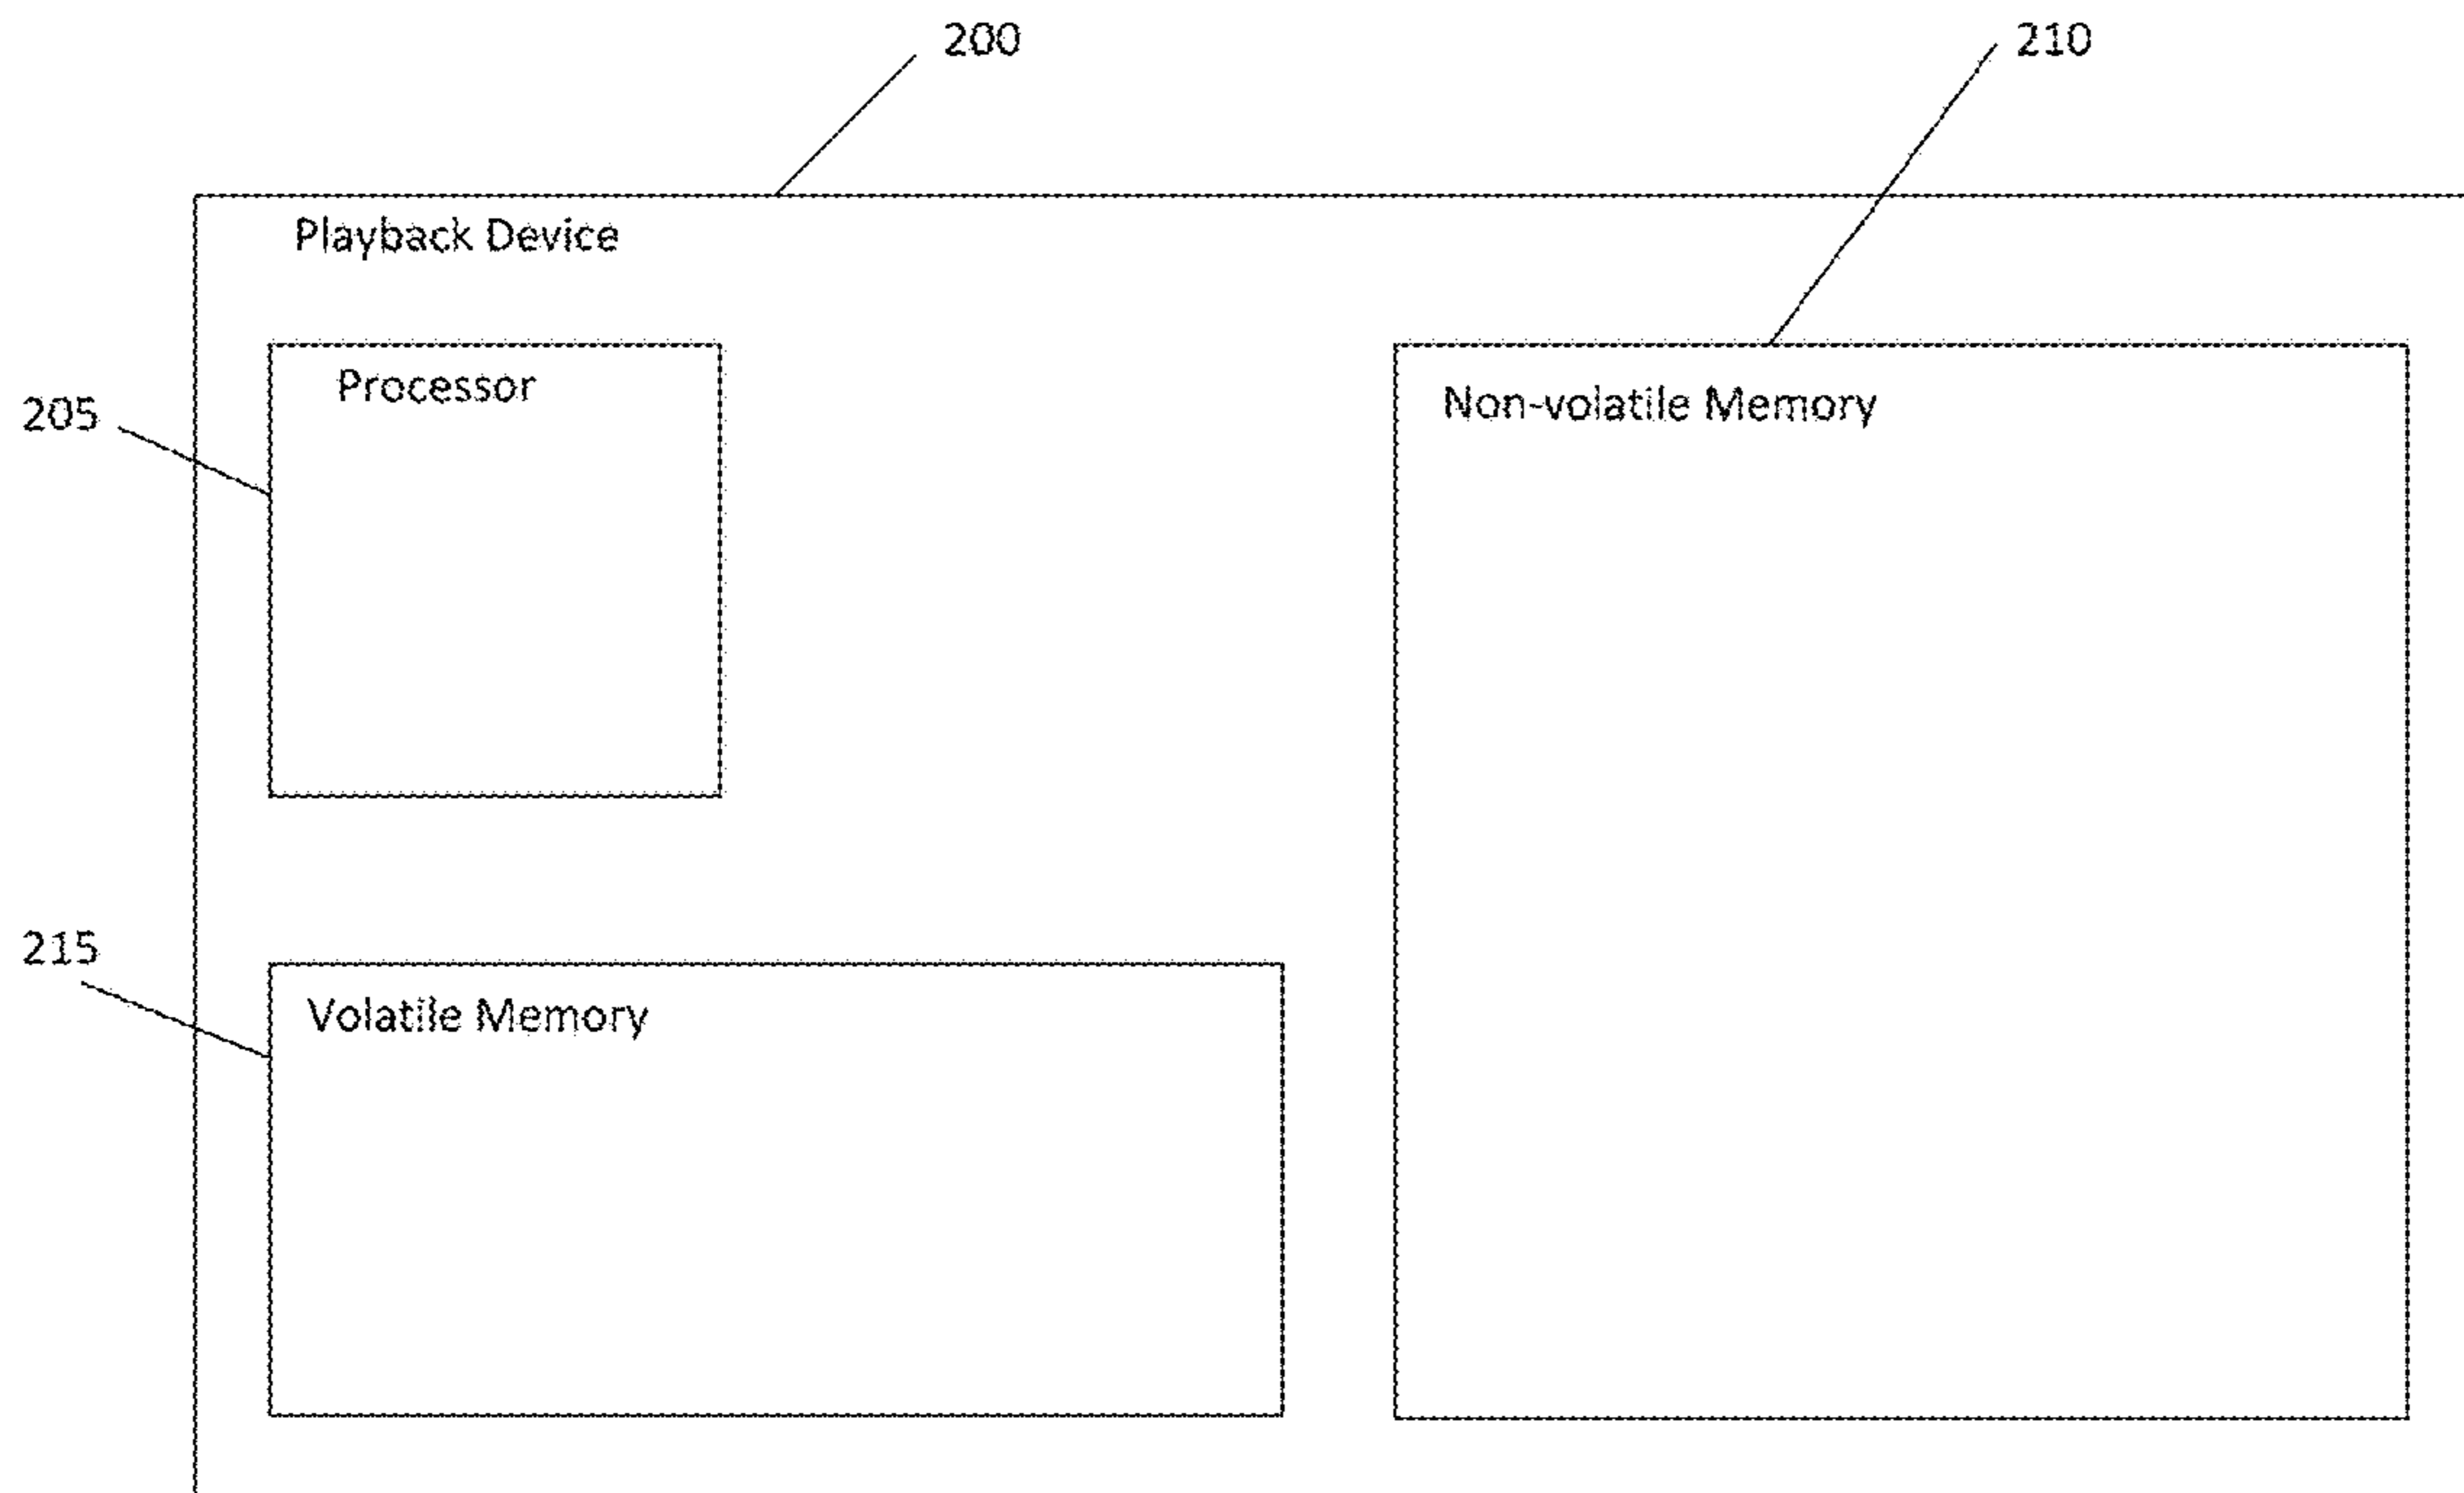 200
210
Playback Device
Processor
205
Non-volatile Memory
215
Volatile Memory